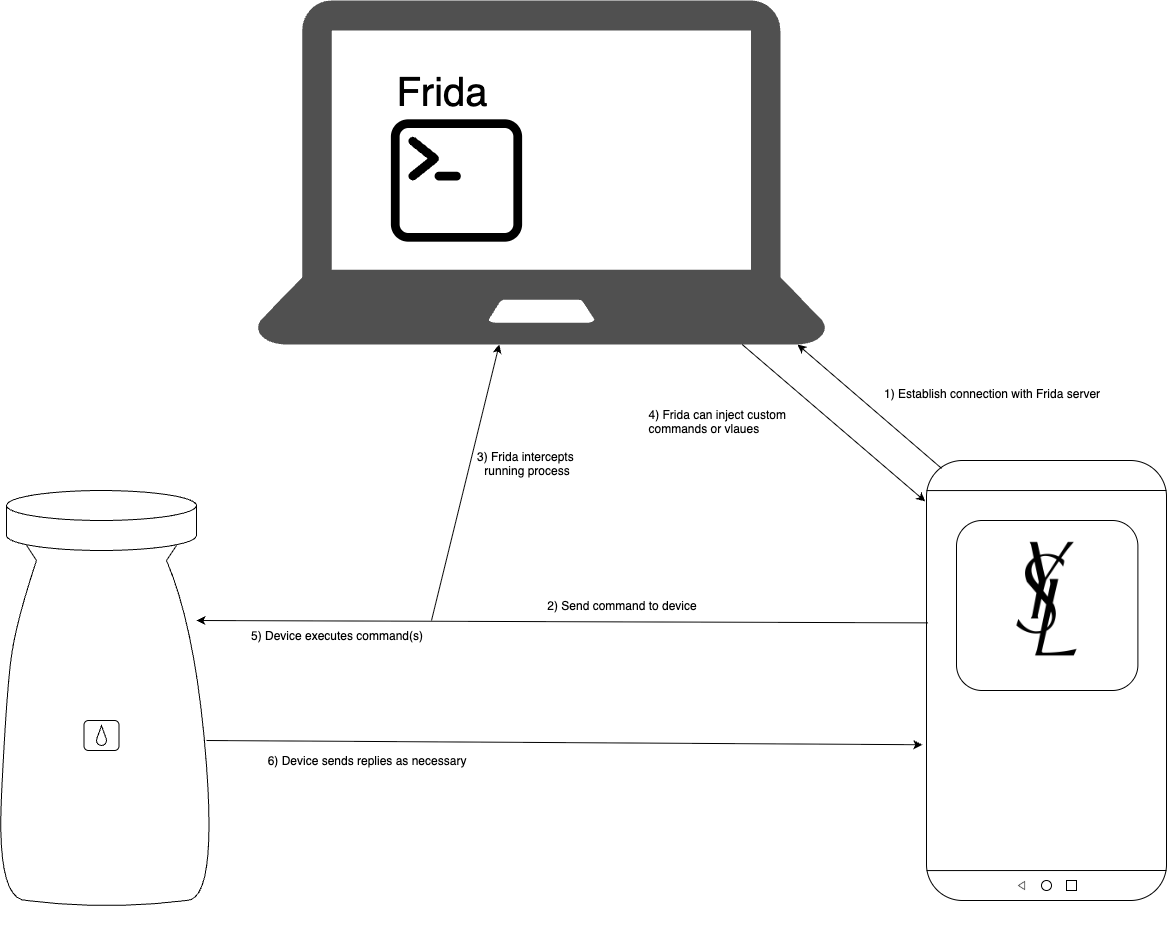 Frida
>_
1) Establish connection with Frida server
4) Frida can inject custom
commands or vlaues
3) Frida intercepts
running process
2) Send command to device
5) Device executes command(s)
6) Device sends replies as necessary
YSL